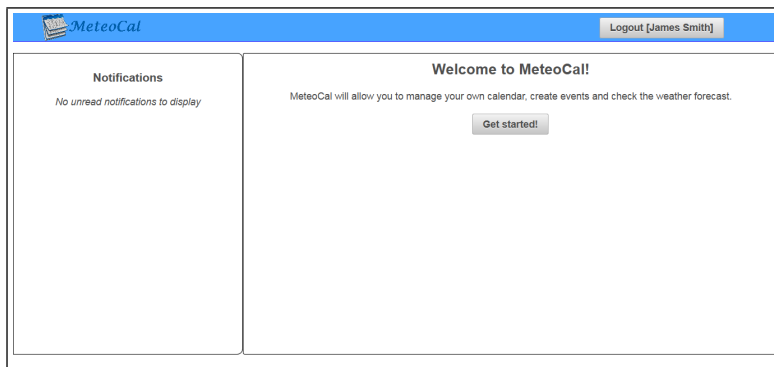 MeteoCal
Logout [James Smith]
Notifications
No unread notifications to display
Welcome to MeteoCal!
MeteoCal will allow you to manage your own calendar, create events and check the weather forecast.
Get started!